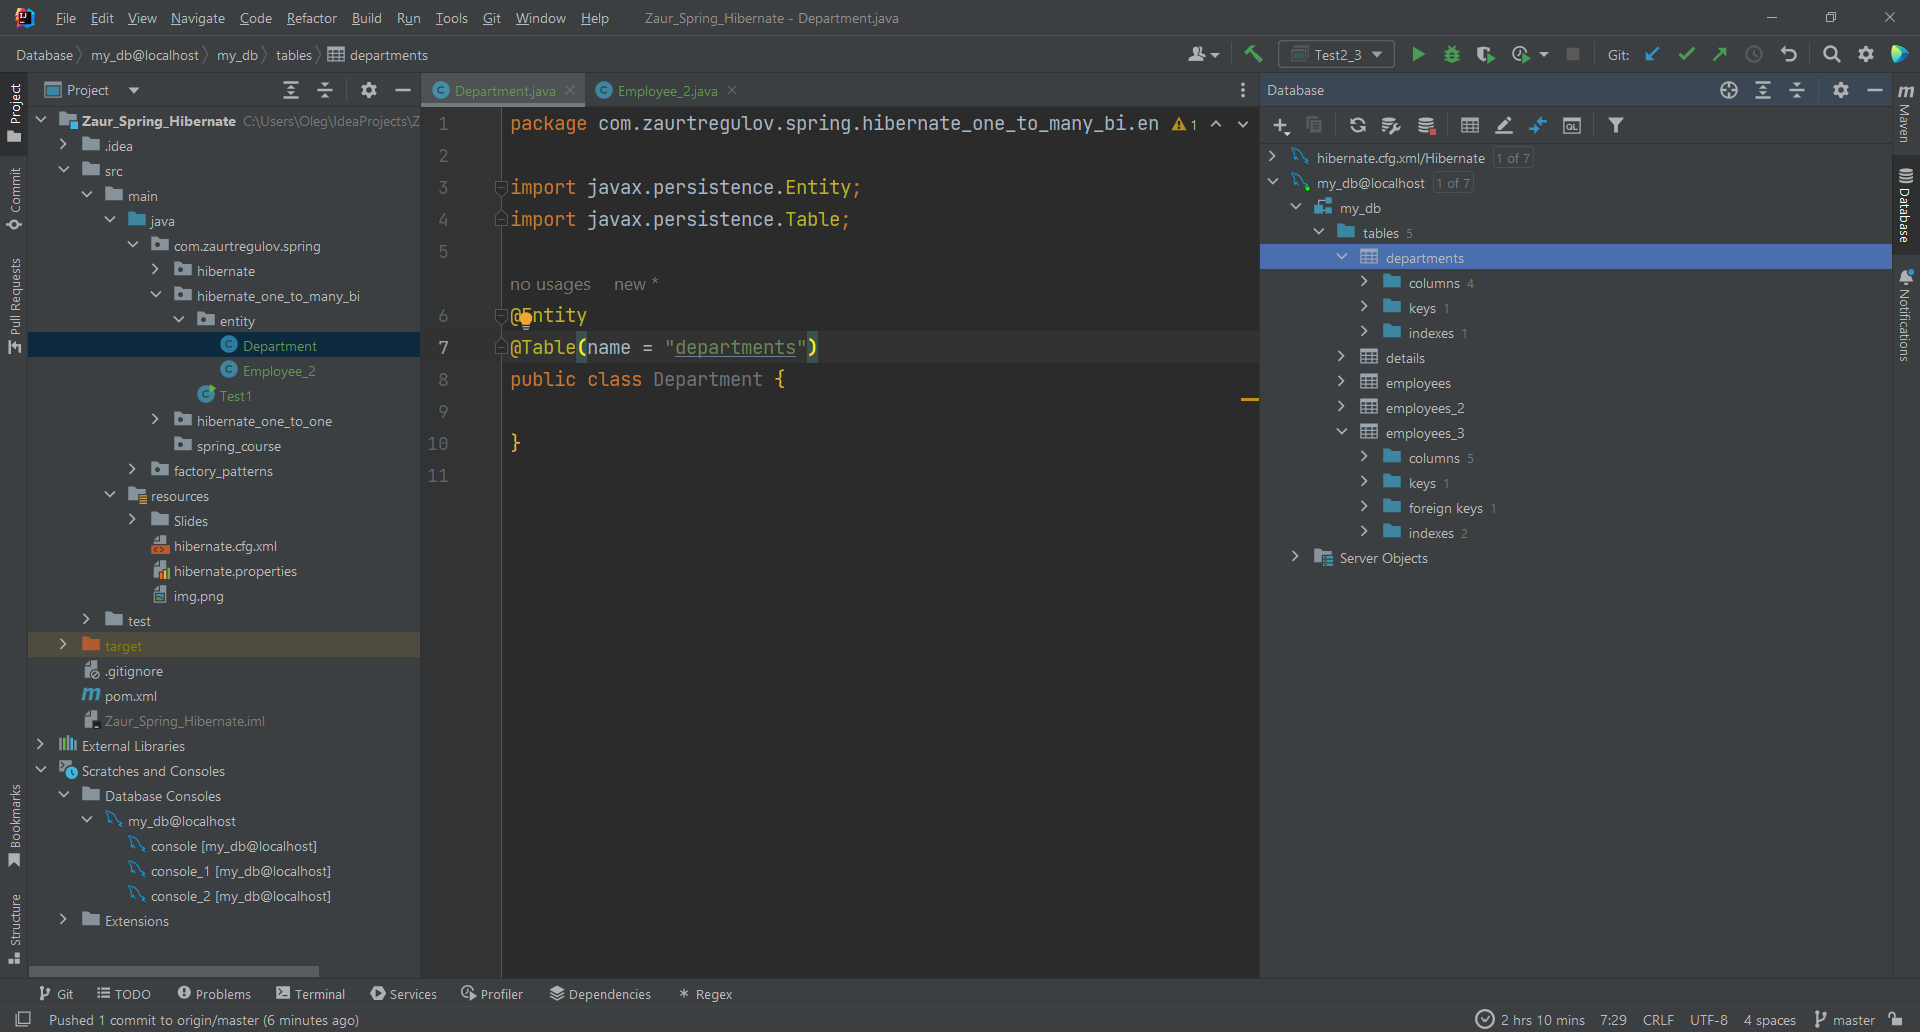 File Edit View Navigate Code Refactor Build Run Tools Git Window Help Zaur_Spring_Hibernate - Department.java
Database my_db@localhost my_db tables departments
Test2_3
Git:
Project
Zaur_Spring_Hibernate C:\Users\Oleg\IdeaProjects\Z
.idea
src
main
java
com.zaurtregulov.spring
hibernate
hibernate_one_to_many_bi
entity
Department
Employee_2
Test1
hibernate_one_to_one
spring_course
factory_patterns
resources
Slides
hibernate.cfg.xml
hibernate.properties
img.png
test
target
.gitignore
pom.xml
Zaur_Spring_Hibernate.iml
External Libraries
Scratches and Consoles
Database Consoles
my_db@localhost
console [my_db@localhost]
console_1 [my_db@localhost]
console_2 [my_db@localhost]
Extensions
Project
Commit
Pull Requests
Bookmarks
Structure
Department.java Employee_2.java
1 package com.zaurtregulov.spring.hibernate_one_to_many_bi.en 1
2
3 import javax.persistence.Entity;
4 import javax.persistence.Table;
5
no usages new *
6 @Entity
7 @Table(name = "departments")
8 public class Department {
9
10 }
11
Database
QL
hibernate.cfg.xml/Hibernate 1 of 7
my_db@localhost 1 of 7
my_db
tables 5
departments
columns 4
keys 1
indexes 1
details
employees
employees_2
employees_3
columns 5
keys 1
foreign keys 1
indexes 2
Server Objects
Maven
Database
Notifications
Git TODO Problems Terminal Services Profiler Dependencies Regex
Pushed 1 commit to origin/master (6 minutes ago) 2 hrs 10 mins 7:29 CRLF UTF-8 4 spaces master